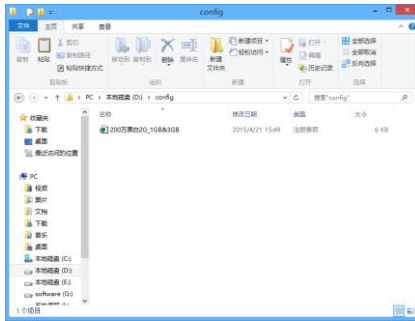 config
文件 主页 共享 查看
复制 粘贴 剪切 复制路径 粘贴快捷方式 移动到 复制到 删除 重命名 新建文件夹 新建项目 轻松访问 属性 打开 编辑 历史记录 全部选择 全部取消 反向选择
剪贴板 组织 新建 打开 选择
PC 本地磁盘 (D:) config 搜索"config"
名称 修改日期 类型 大小
200万黑白2G_1GB&3GB 2015/4/21 15:49 注册表项 6 KB
收藏夹
下载
桌面
最近访问的位置
PC
视频
图片
文档
下载
音乐
桌面
本地磁盘 (C:)
本地磁盘 (D:)
本地磁盘 (E:)
software (G:)
1 个项目